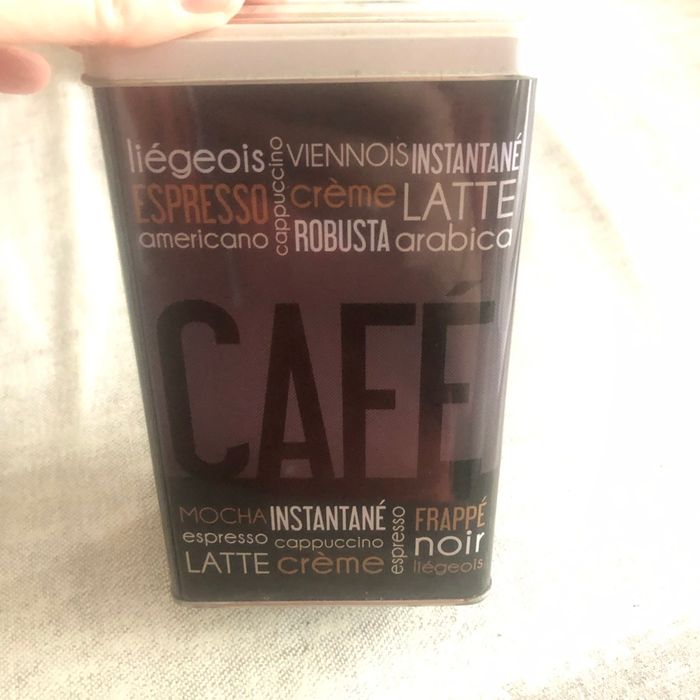 liégeois cappuccino VIENNOIS INSTANTANÉ
ESPRESSO crème LATTE
americano ROBUSTA arabica
CAFÉ
MOCHA INSTANTANÉ espresso FRAPPÉ
espresso cappuccino noir
LATTE crème liégeois